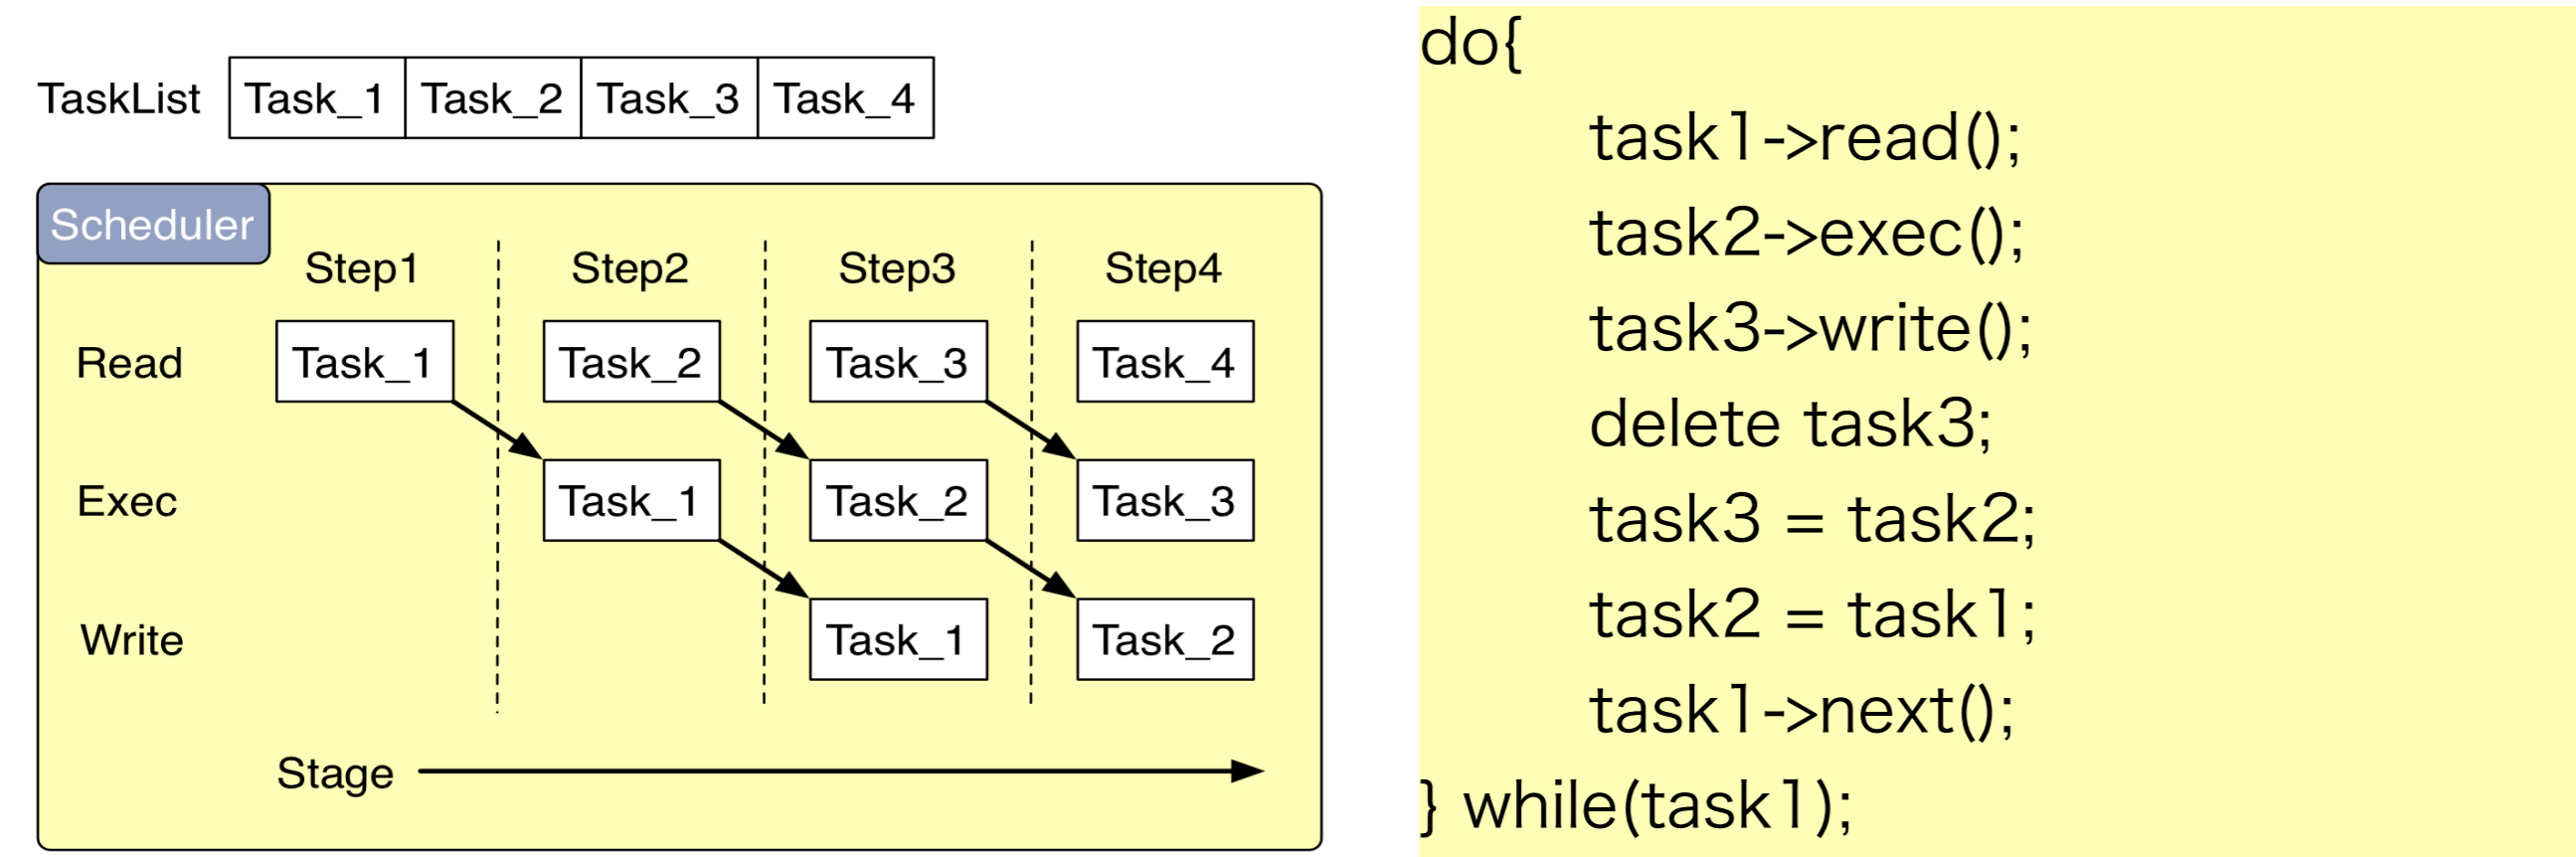 TaskList Task_1 Task_2 Task_3 Task_4
Scheduler
Step1 Step2 Step3 Step4
Read Task_1 Task_2 Task_3 Task_4
Exec Task_1 Task_2 Task_3
Write Task_1 Task_2
Stage
do{
task1->read();
task2->exec();
task3->write();
delete task3;
task3 = task2;
task2 = task1;
task1->next();
} while(task1);